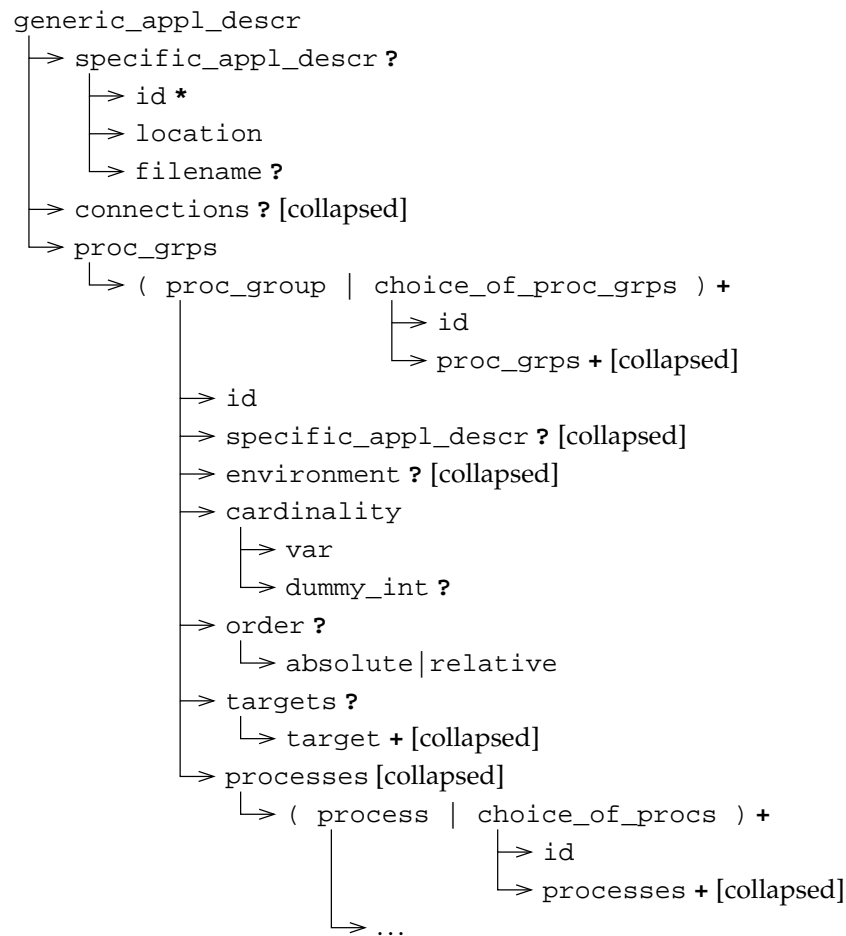 generic_appl_descr
specific_appl_descr ?
id *
location
filename ?
connections ? [collapsed]
proc_grps
( proc_group | choice_of_proc_grps ) +
id
proc_grps + [collapsed]
id
specific_appl_descr ? [collapsed]
environment ? [collapsed]
cardinality
var
dummy_int ?
order ?
absolute|relative
targets ?
target + [collapsed]
processes [collapsed]
( process | choice_of_procs ) +
id
processes + [collapsed]
...